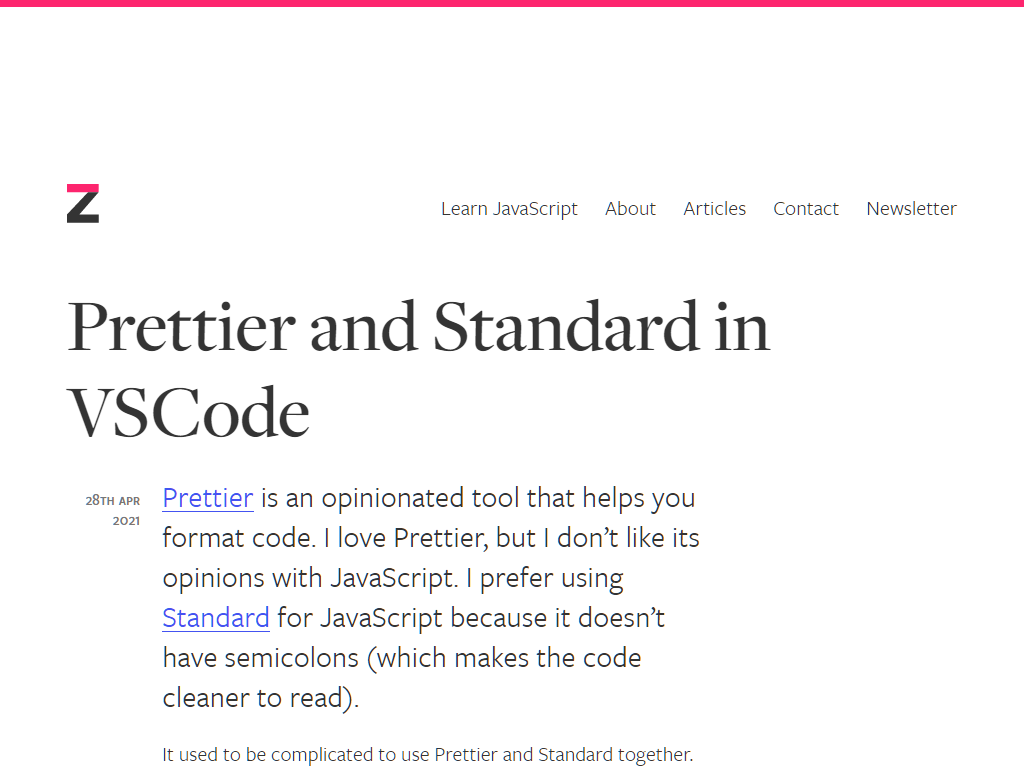 Z
Learn JavaScript About Articles Contact Newsletter
Prettier and Standard in
VSCode
28TH APR
2021
Prettier is an opinionated tool that helps you
format code. I love Prettier, but I don’t like its
opinions with JavaScript. I prefer using
Standard for JavaScript because it doesn’t
have semicolons (which makes the code
cleaner to read).
It used to be complicated to use Prettier and Standard together.